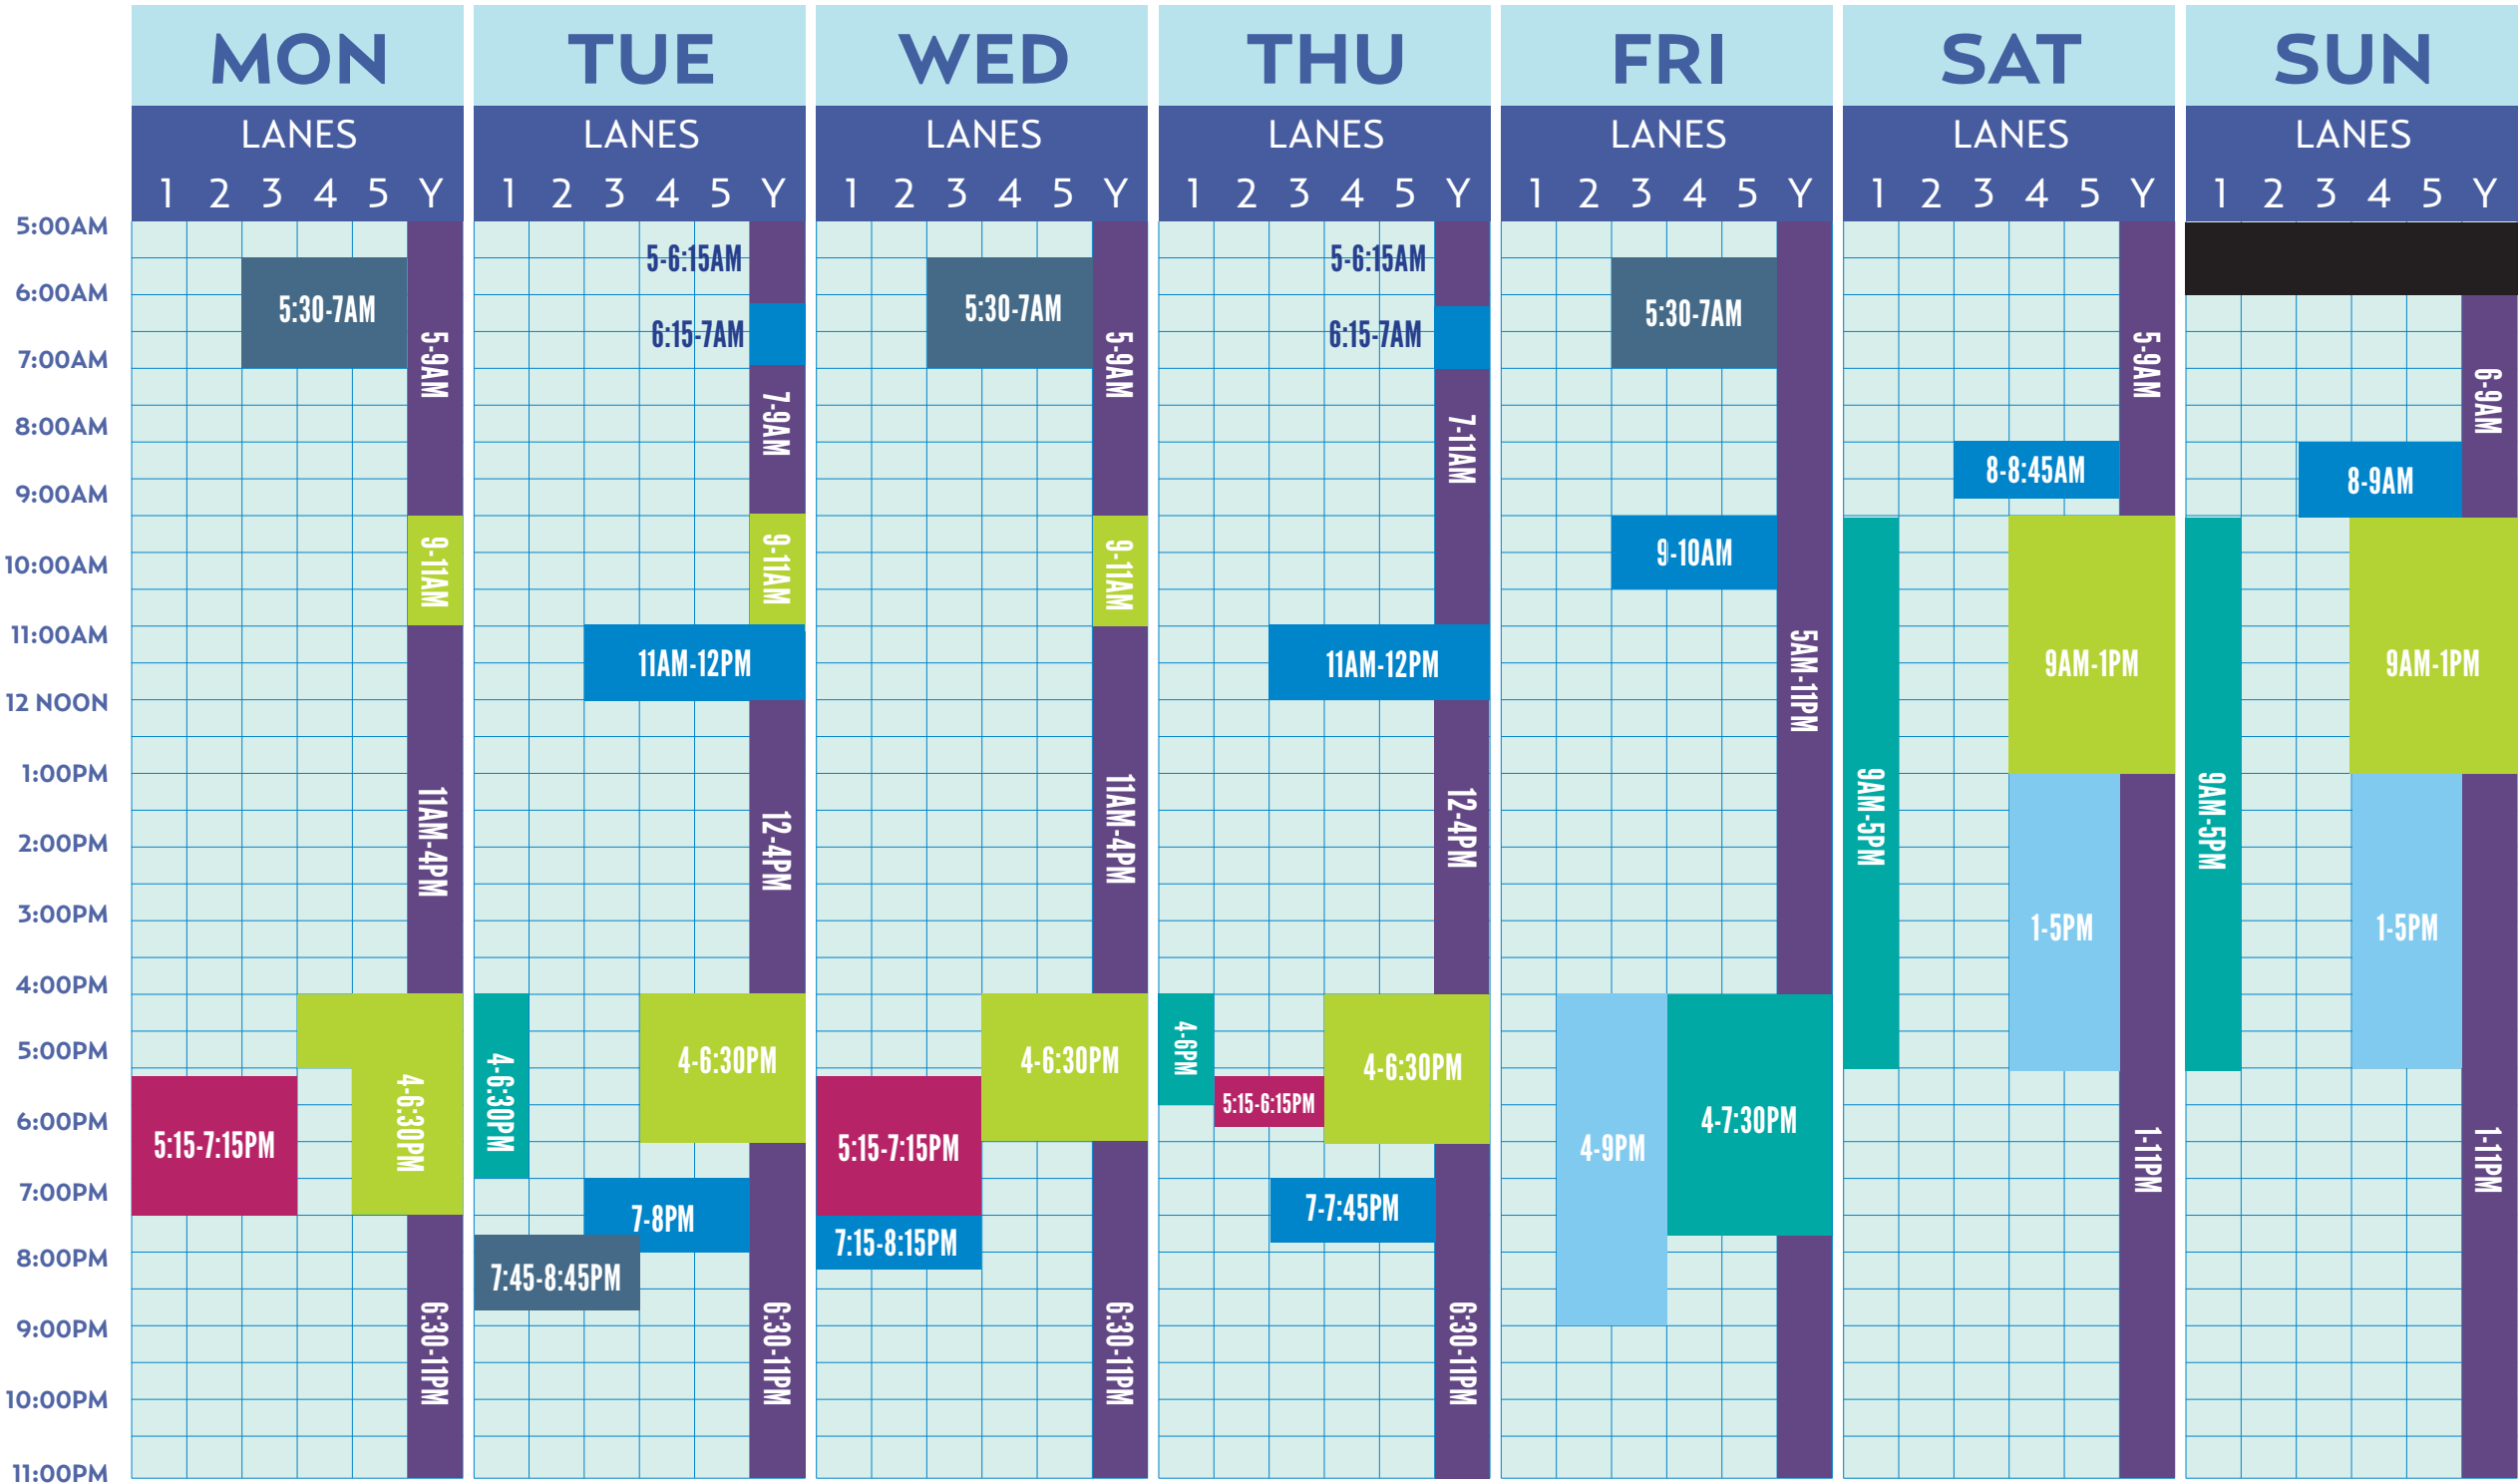 MON TUE WED THU FRI SAT SUN
LANES LANES LANES LANES LANES LANES LANES
1 2 3 4 5 Y 1 2 3 4 5 Y 1 2 3 4 5 Y 1 2 3 4 5 Y 1 2 3 4 5 Y 1 2 3 4 5 Y 1 2 3 4 5 Y
5:00AM
6:00AM
7:00AM
8:00AM
9:00AM
10:00AM
11:00AM
12 NOON
1:00PM
2:00PM
3:00PM
4:00PM
5:00PM
6:00PM
7:00PM
8:00PM
9:00PM
10:00PM
11:00PM
5:30-7AM
5-9AM
9-11AM
11AM-4PM
4-6:30PM
5:15-7:15PM
6:30-11PM
5-6:15AM
6:15-7AM
7-9AM
9-11AM
11AM-12PM
12-4PM
4-6:30PM
4-6:30PM
7-8PM
7:45-8:45PM
6:30-11PM
5:30-7AM
5-9AM
9-11AM
11AM-4PM
4-6:30PM
5:15-7:15PM
7:15-8:15PM
6:30-11PM
5-6:15AM
6:15-7AM
7-11AM
11AM-12PM
12-4PM
4-6PM
4-6:30PM
5:15-6:15PM
7-7:45PM
6:30-11PM
5:30-7AM
9-10AM
5AM-11PM
4-9PM
4-7:30PM
5-9AM
8-8:45AM
9AM-1PM
9AM-5PM
1-5PM
1-11PM
6-9AM
8-9AM
9AM-1PM
9AM-5PM
1-5PM
1-11PM